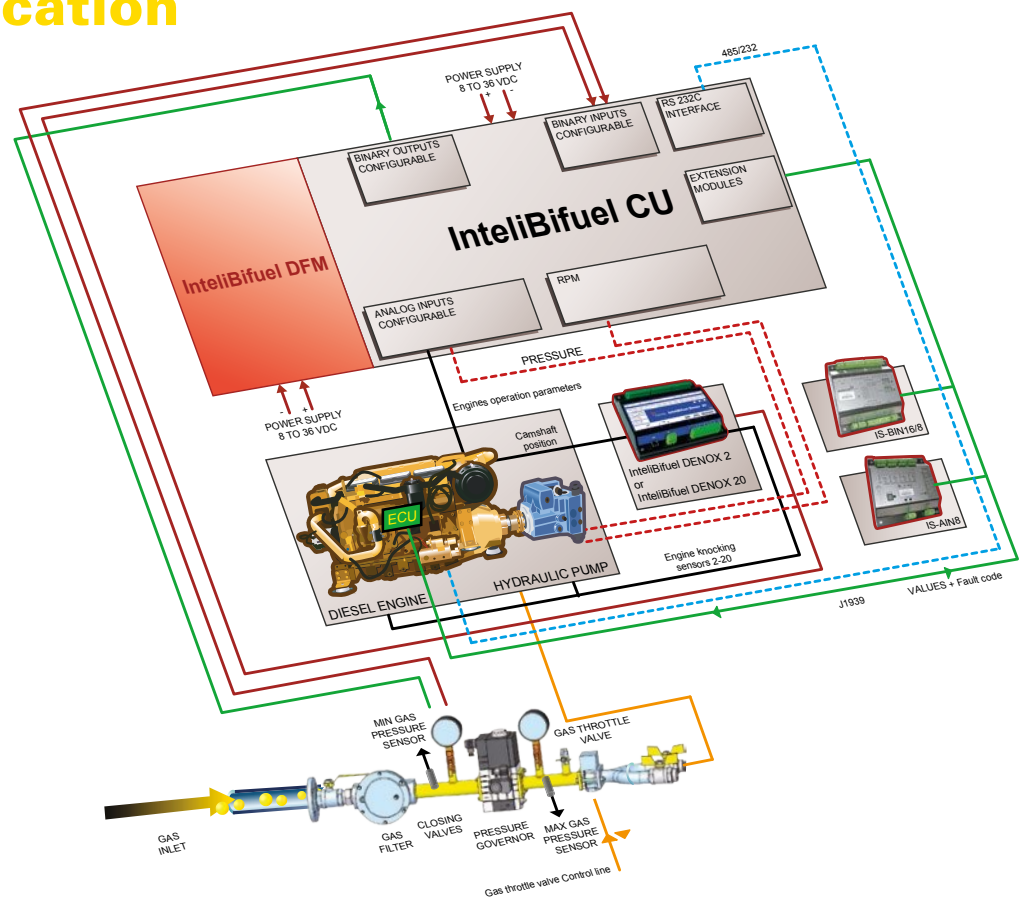 cation
485/232
POWER SUPPLY
8 TO 36 VDC
+ -
BINARY OUTPUTS
CONFIGURABLE
BINARY INPUTS
CONFIGURABLE
RS 232C
INTERFACE
EXTENSION
MODULES
InteliBifuel CU
InteliBifuel DFM
ANALOG INPUTS
CONFIGURABLE
RPM
PRESSURE
- +
POWER SUPPLY
8 TO 36 VDC
Engines operation parameters
Camshaft
position
InteliBifuel DENOX 2
or
InteliBifuel DENOX 20
IS-BIN16/8
IS-AIN8
ECU
Engine knocking
sensors 2-20
HYDRAULIC PUMP
DIESEL ENGINE
J1939
VALUES + Fault code
MIN GAS
PRESSURE
SENSOR
GAS THROTTLE
VALVE
GAS
INLET
GAS
FILTER
CLOSING
VALVES
PRESSURE
GOVERNOR
MAX GAS
PRESSURE
SENSOR
Gas throttle valve Control line